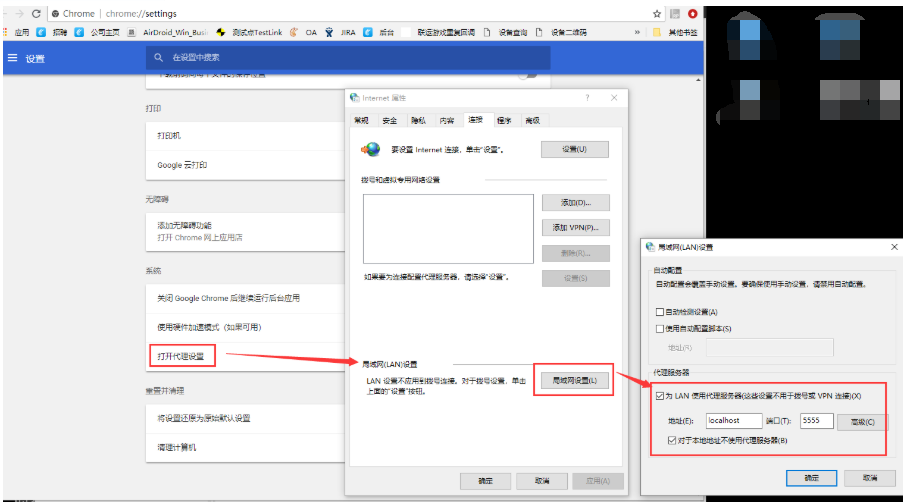 Chrome | chrome://settings
应用 招聘 公司主页 AirDroid_Win_Busi 测试点TestLink OA JIRA 后台 联运游戏重复回调 设备查询 设备二维码 » 其他书签
设置
在设置中搜索
打印
打印机
Google 云打印
无障碍
添加无障碍功能
打开 Chrome 网上应用店
系统
关闭 Google Chrome 后继续运行后台应用
使用硬件加速模式（如果可用）
打开代理设置
重置并清理
将设置还原为原始默认设置
清理计算机
Internet 属性
常规 安全 隐私 内容 连接 程序 高级
要设置 Internet 连接，单击“设置”。
设置(U)
拨号和虚拟专用网络设置
添加(D)...
添加 VPN(P)...
删除(R)...
如果要为连接配置代理服务器，请选择“设置”。
设置(S)
局域网(LAN)设置
LAN 设置不应用到拨号连接。对于拨号设置，单击
上面的“设置”按钮。
局域网设置(L)
确定 取消 应用(A)
局域网(LAN)设置
自动配置
自动配置会覆盖手动设置。要确保使用手动设置，请禁用自动配置。
自动检测设置(A)
使用自动配置脚本(S)
地址(R)
代理服务器
为 LAN 使用代理服务器(这些设置不用于拨号或 VPN 连接)(X)
地址(E): localhost 端口(T): 5555 高级(C)
对于本地地址不使用代理服务器(B)
确定 取消